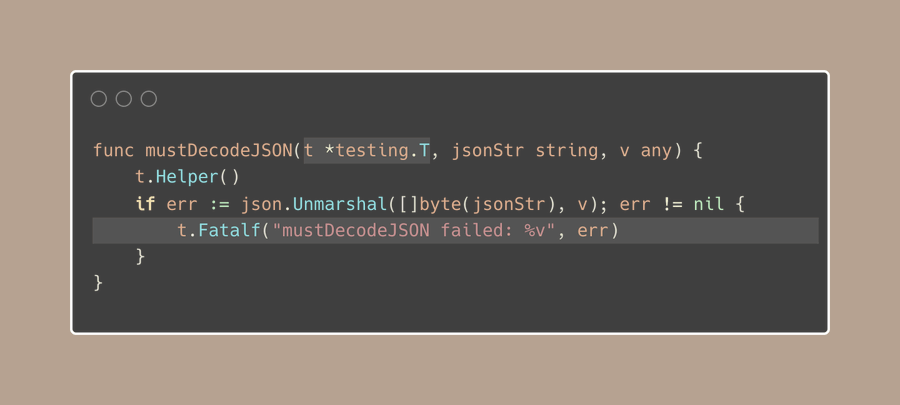 func mustDecodeJSON(t *testing.T, jsonStr string, v any) {
    t.Helper()
    if err := json.Unmarshal([]byte(jsonStr), v); err != nil {
        t.Fatalf("mustDecodeJSON failed: %v", err)
    }
}